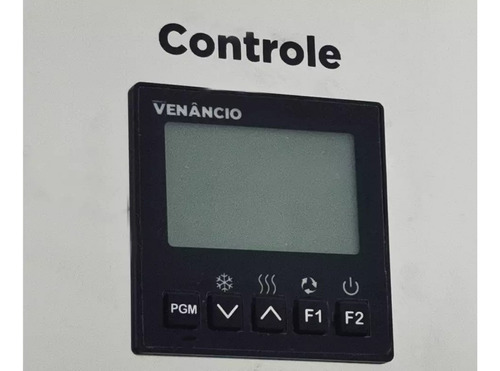 Controle
VENÂNCIO
PGM F1 F2